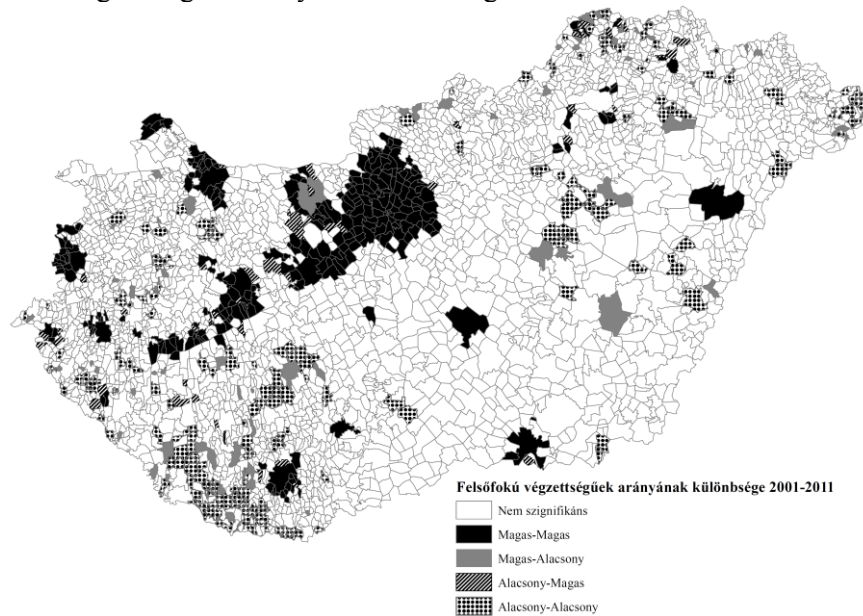 Felsőfokú végzettségűek arányának különbsége 2001-2011
Nem szignifikáns
Magas-Magas
Magas-Alacsony
Alacsony-Magas
Alacsony-Alacsony